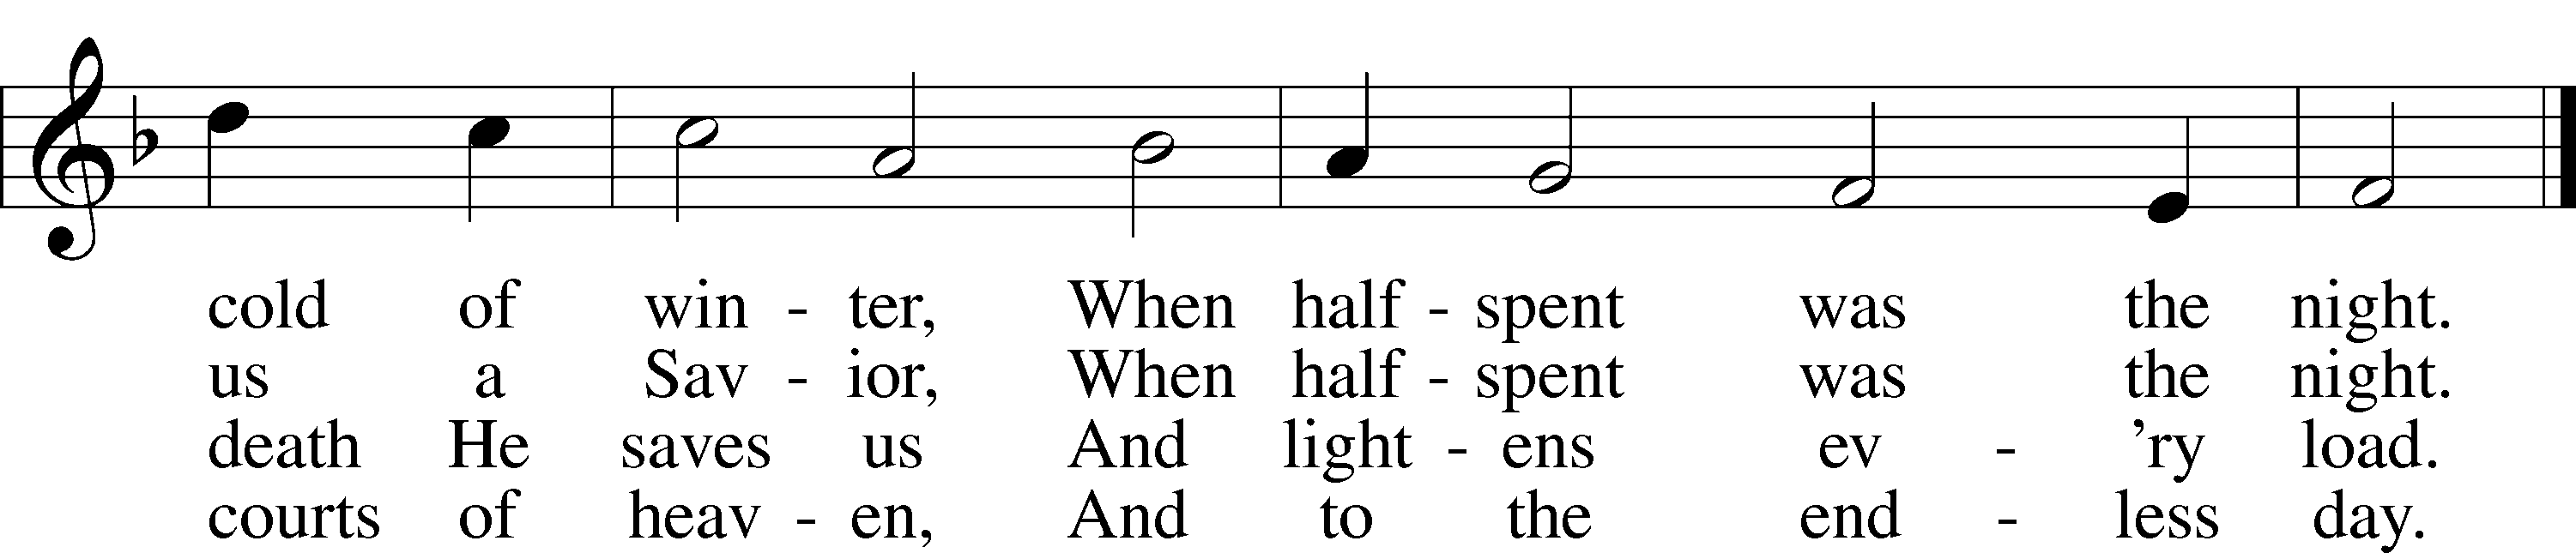 cold of win - ter, When half - spent was the night.
us a Sav - ior, When half - spent was the night.
death He saves us And light - ens ev - ’ry load.
courts of heav - en, And to the end - less day.